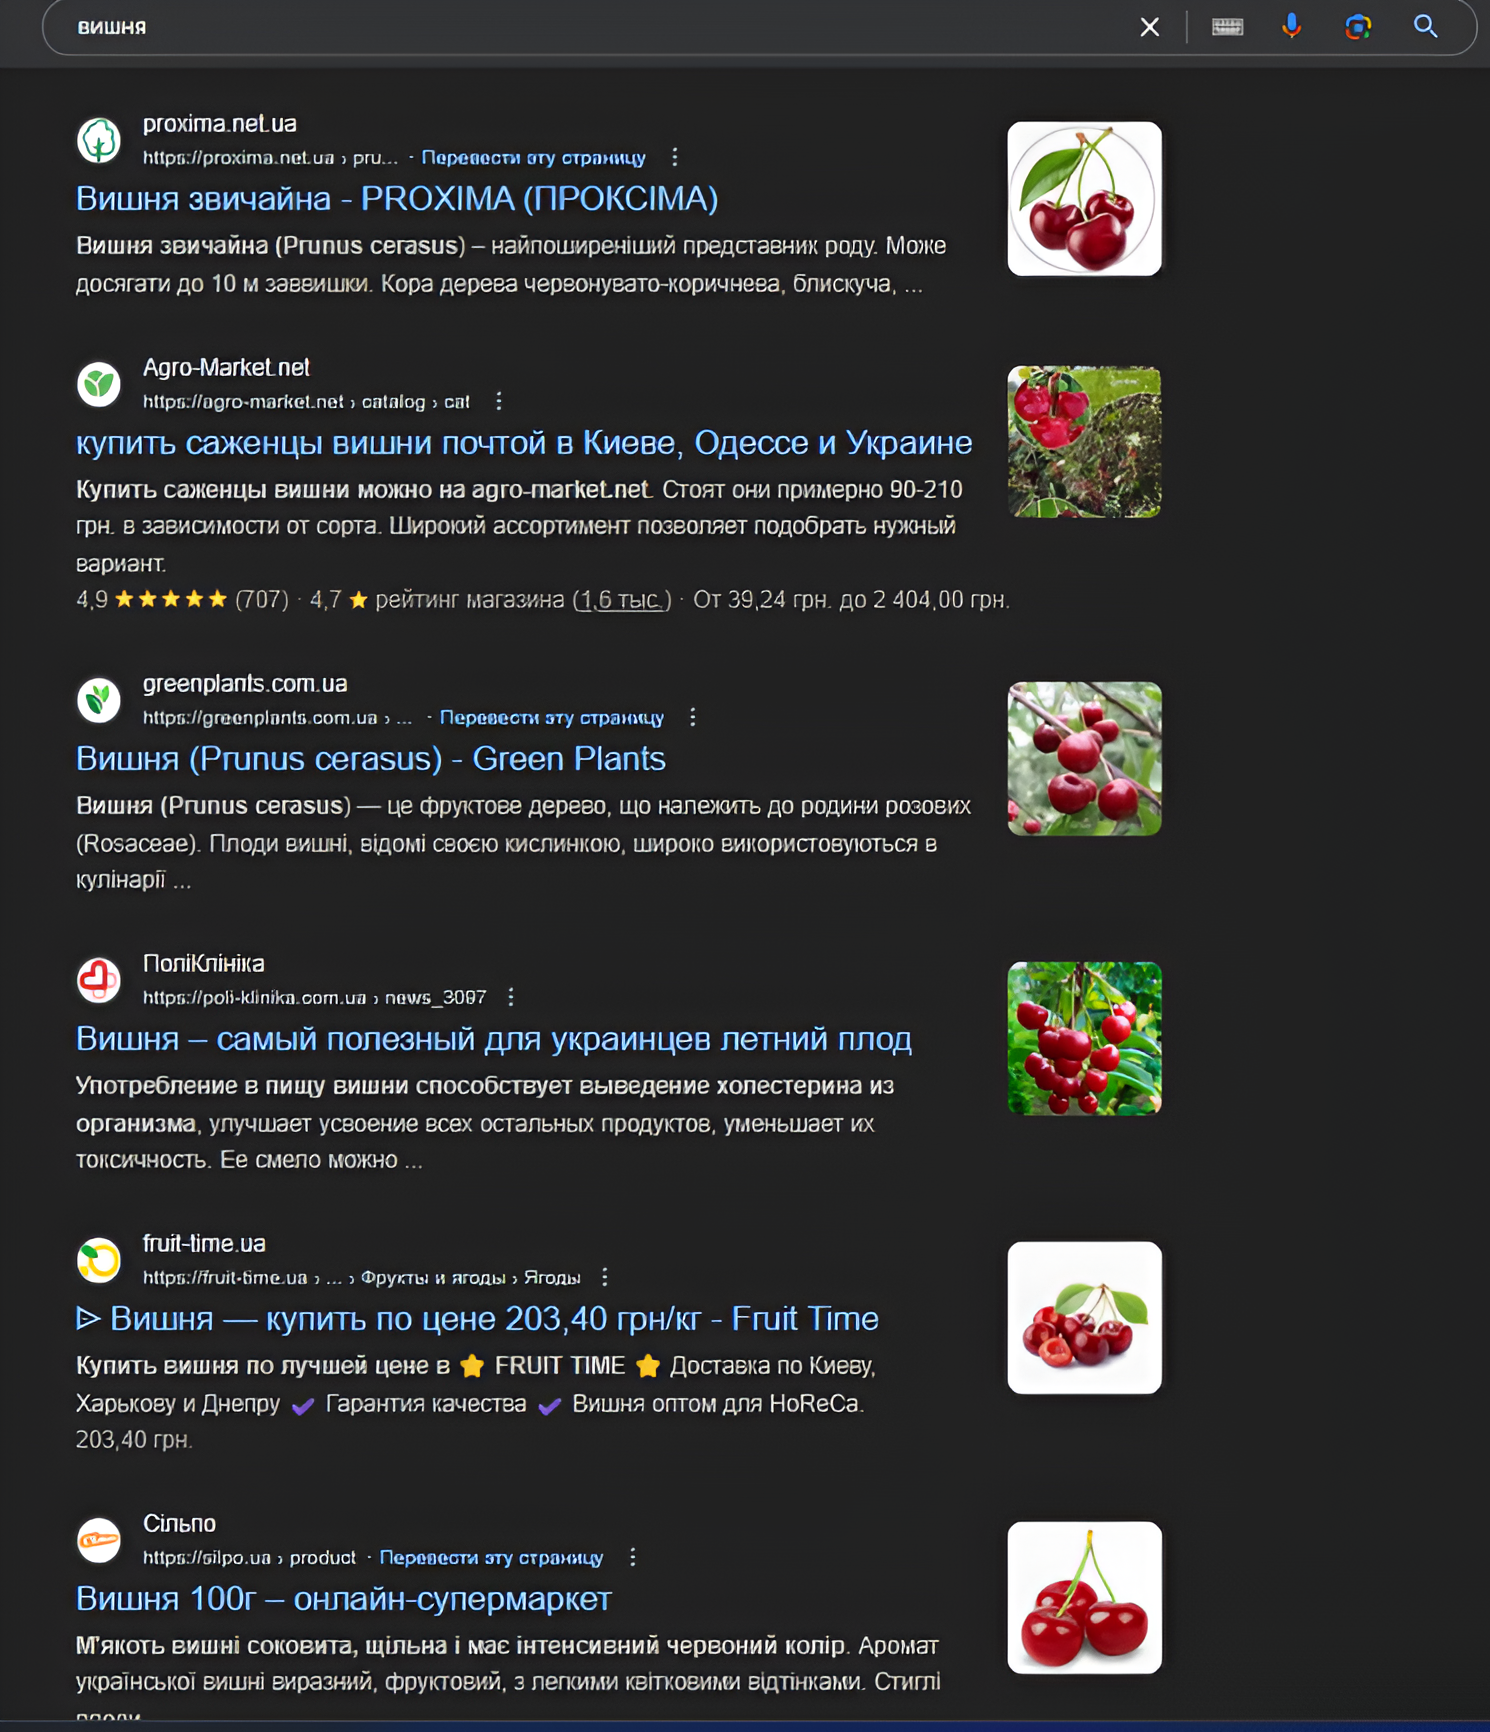 вишня
proxima.net.ua
https://proxima.net.ua › pru... · Перевести эту страницу
Вишня звичайна - PROXIMA (ПРОКСІМА)
Вишня звичайна (Prunus cerasus) – найпоширеніший представник роду. Може
досягати до 10 м заввишки. Кора дерева червонувато-коричнева, блискуча, ...
Agro-Market.net
https://agro-market.net › catalog › cat
купить саженцы вишни почтой в Киеве, Одессе и Украине
Купить саженцы вишни можно на agro-market.net. Стоят они примерно 90-210
грн. в зависимости от сорта. Широкий ассортимент позволяет подобрать нужный
вариант.
4,9 ★★★★★ (707) · 4,7 ★ рейтинг магазина (1,6 тыс.) · От 39,24 грн. до 2 404,00 грн.
greenplants.com.ua
https://greenplants.com.ua › ... · Перевести эту страницу
Вишня (Prunus cerasus) - Green Plants
Вишня (Prunus cerasus) — це фруктове дерево, що належить до родини розових
(Rosaceae). Плоди вишні, відомі своєю кислинкою, широко використовуються в
кулінарії ...
ПоліКлініка
https://poli-klinika.com.ua › news_3097
Вишня – самый полезный для украинцев летний плод
Употребление в пищу вишни способствует выведение холестерина из
организма, улучшает усвоение всех остальных продуктов, уменьшает их
токсичность. Ее смело можно ...
fruit-time.ua
https://fruit-time.ua › ... › Фрукты и ягоды › Ягоды
ᐈ Вишня — купить по цене 203,40 грн/кг - Fruit Time
Купить вишня по лучшей цене в ⭐ FRUIT TIME ⭐ Доставка по Киеву,
Харькову и Днепру ✔ Гарантия качества ✔ Вишня оптом для HoReCa.
203,40 грн.
Сільпо
https://silpo.ua › product · Перевести эту страницу
Вишня 100г – онлайн-супермаркет
М'якоть вишні соковита, щільна і має інтенсивний червоний колір. Аромат
української вишні виразний, фруктовий, з легкими квітковими відтінками. Стиглі